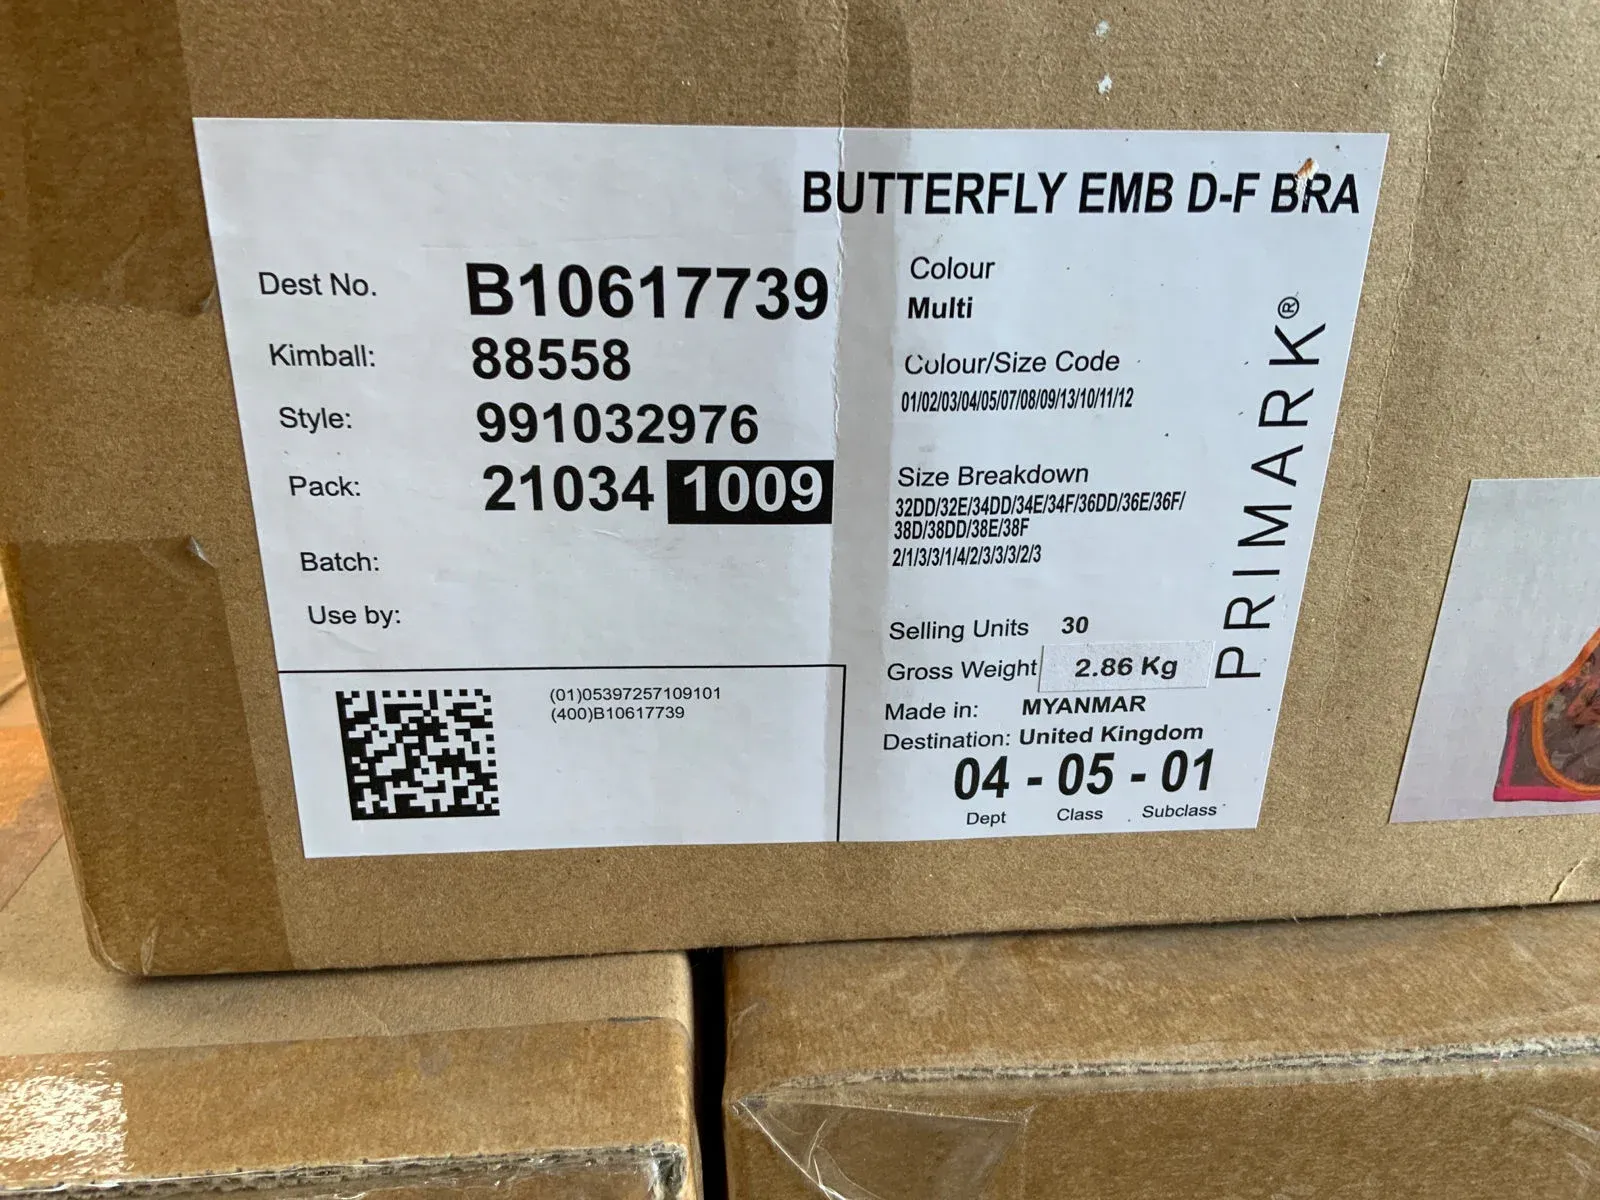 BUTTERFLY EMB D-F BRA
Dest No. B10617739
Kimball: 88558
Style: 991032976
Pack: 21034 1009
Batch:
Use by:
(01)05397257109101
(400)B10617739
Colour
Multi
Colour/Size Code
01/02/03/04/05/07/08/09/13/10/11/12
Size Breakdown
32DD/32E/34DD/34E/34F/36DD/36E/36F/
38D/38DD/38E/38F
2/1/3/3/1/4/2/3/3/3/2/3
Selling Units 30
Gross Weight 2.86 Kg
Made in: MYANMAR
Destination: United Kingdom
04 - 05 - 01
Dept Class Subclass
PRIMARK®